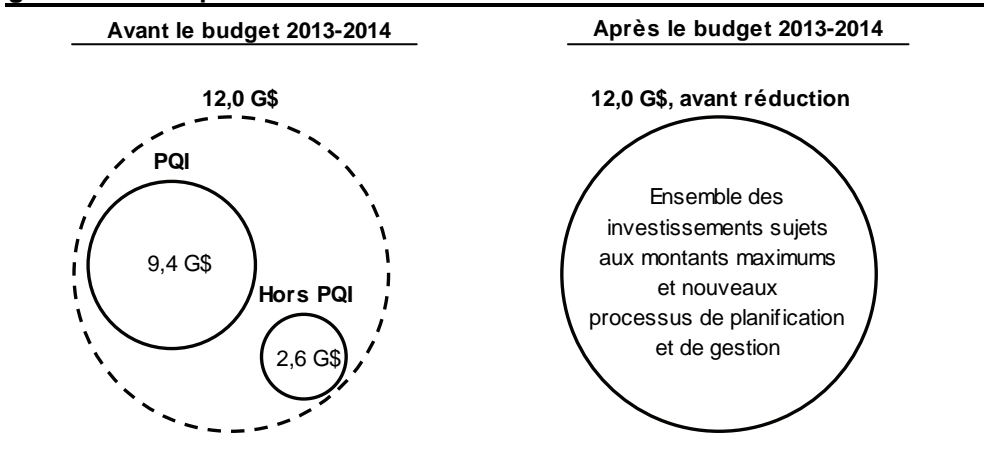 Avant le budget 2013-2014
12,0 G$
PQI
9,4 G$
Hors PQI
2,6 G$
Après le budget 2013-2014
12,0 G$, avant réduction
Ensemble des
investissements sujets
aux montants maximums
et nouveaux
processus de planification
et de gestion